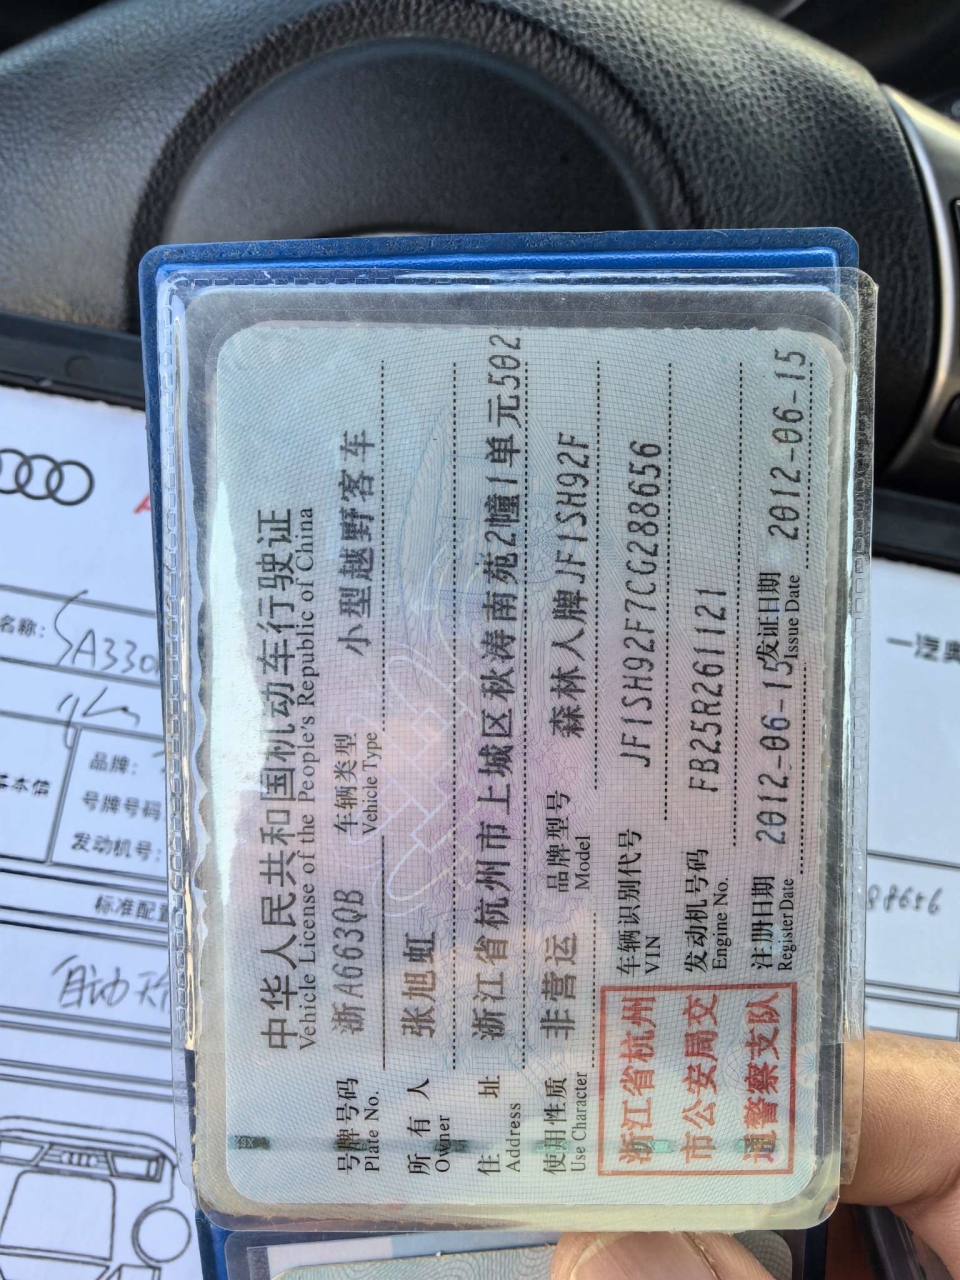 中华人民共和国机动车行驶证
Vehicle License of the People's Republic of China
号牌号码 浙A663QB 车辆类型 小型越野客车
Plate No. Vehicle Type
所有人 张旭虹
Owner
住址 浙江省杭州市上城区秋涛南苑2幢1单元502
Address
使用性质 非营运 品牌型号 森林人牌JF1SH92F
Use Character Model
车辆识别代号 JF1SH92F7CG288656
VIN
发动机号码 FB25R261121
Engine No.
注册日期 2012-06-15 发证日期 2012-06-15
Register Date Issue Date
浙江省杭州
市公安局交
通警察支队
名称:
品牌:
号牌号码
发动机号:
标准配置
自动
一汽奥
88656